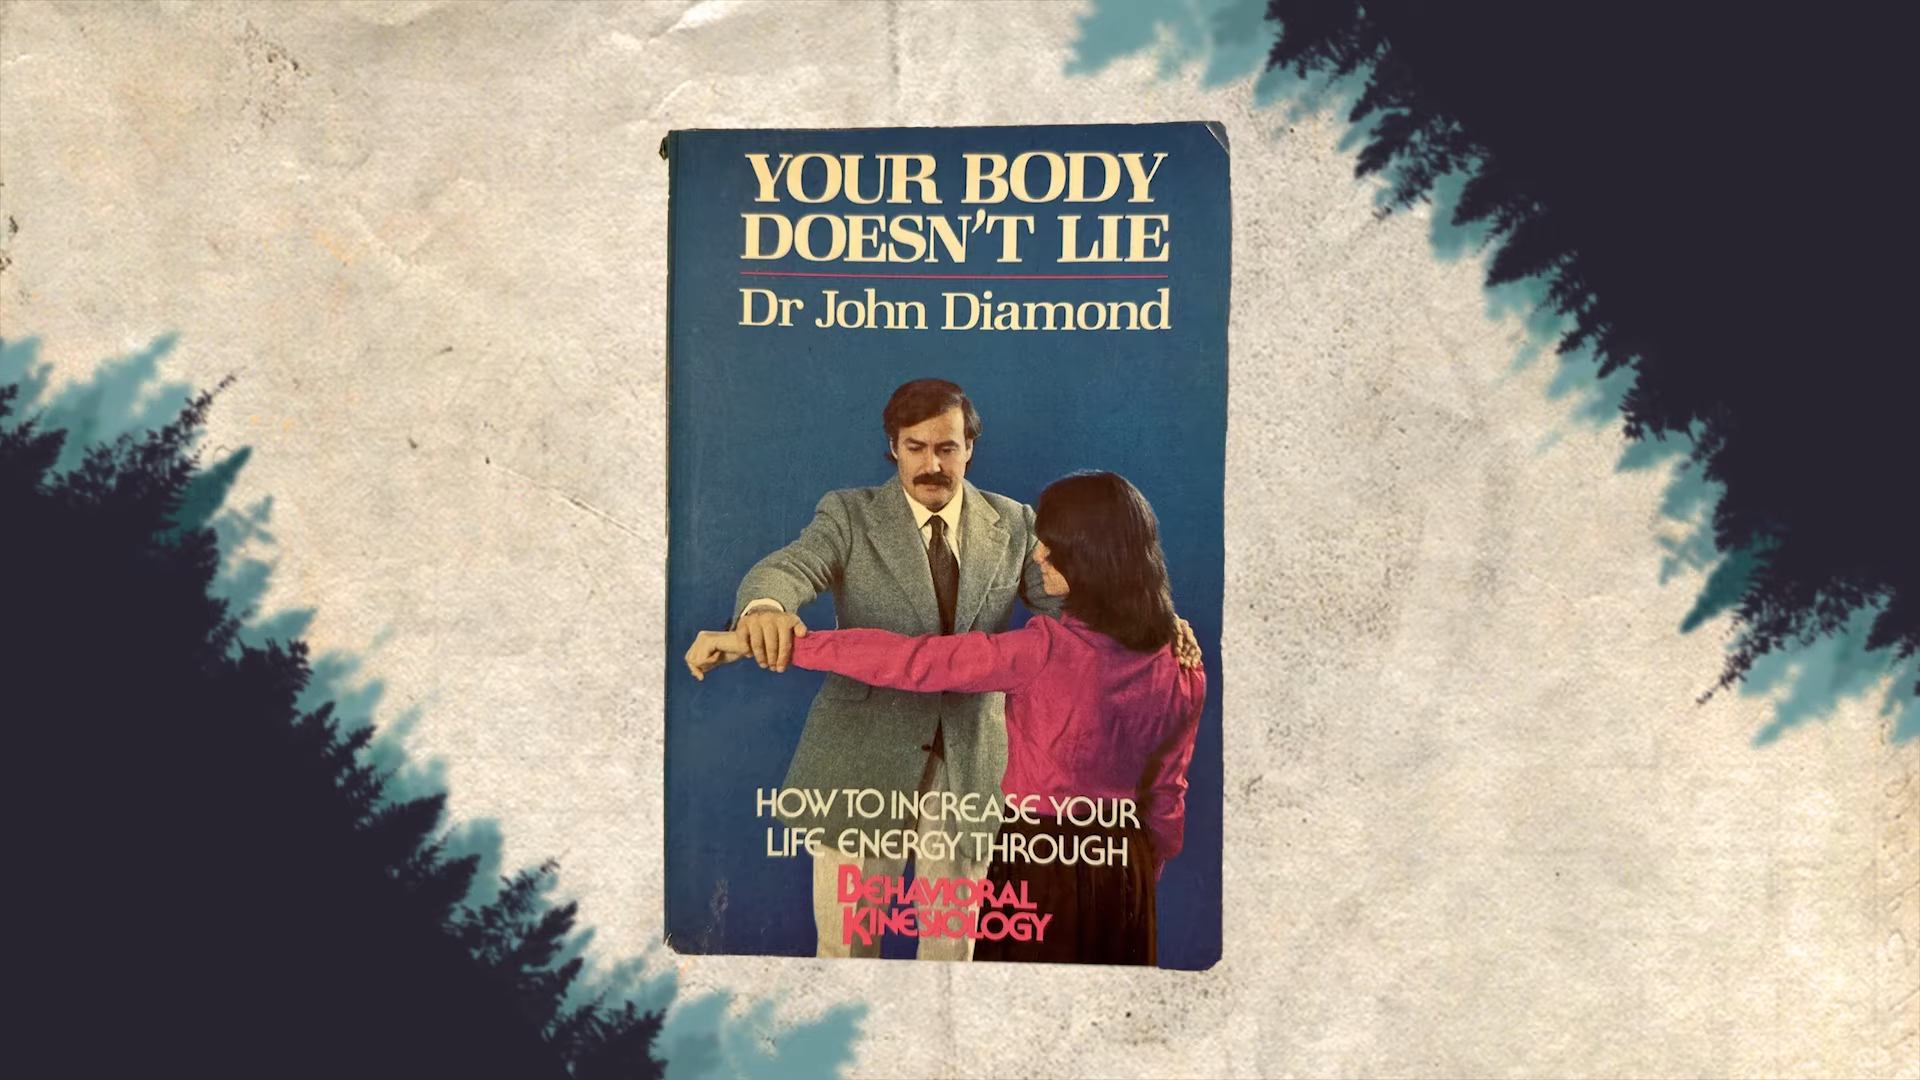 YOUR BODY
DOESN'T LIE
Dr John Diamond
HOW TO INCREASE YOUR
LIFE ENERGY THROUGH
BEHAVIORAL
KINESIOLOGY